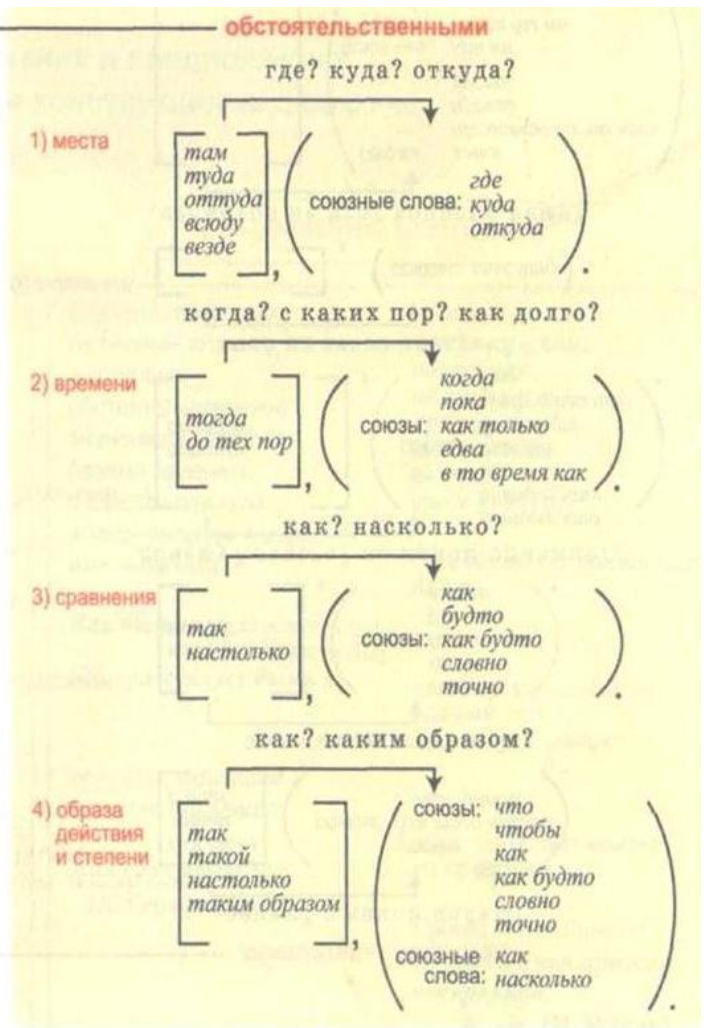 обстоятельственными
где? куда? откуда?
1) места
там
туда
оттуда
всюду
везде
,
союзные слова:
где
куда
откуда
.
когда? с каких пор? как долго?
2) времени
тогда
до тех пор
,
союзы:
когда
пока
как только
едва
в то время как
.
как? насколько?
3) сравнения
так
настолько
,
союзы:
как
будто
как будто
словно
точно
.
как? каким образом?
4) образа
действия
и степени
так
такой
настолько
таким образом
,
союзы:
что
чтобы
как
как будто
словно
точно
союзные
слова:
как
насколько
.